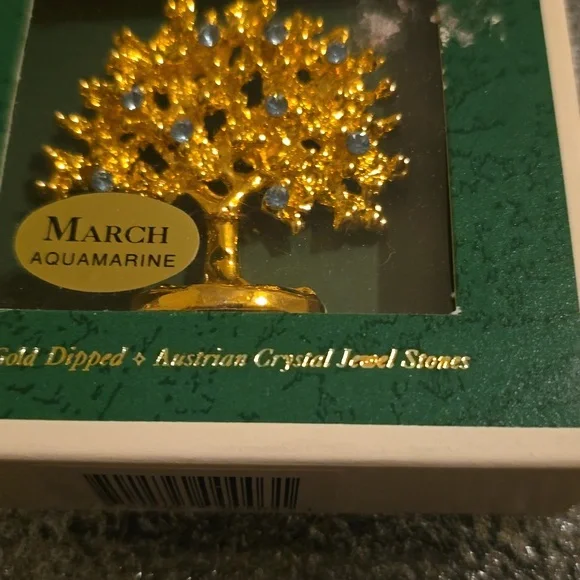 MARCH
AQUAMARINE
Gold Dipped ⟡ Austrian Crystal Jewel Stones